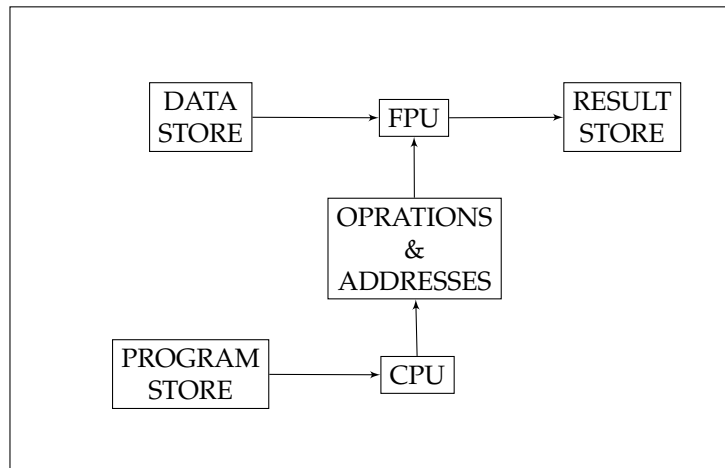 DATA
STORE
FPU
RESULT
STORE
OPRATIONS
&
ADDRESSES
PROGRAM
STORE
CPU